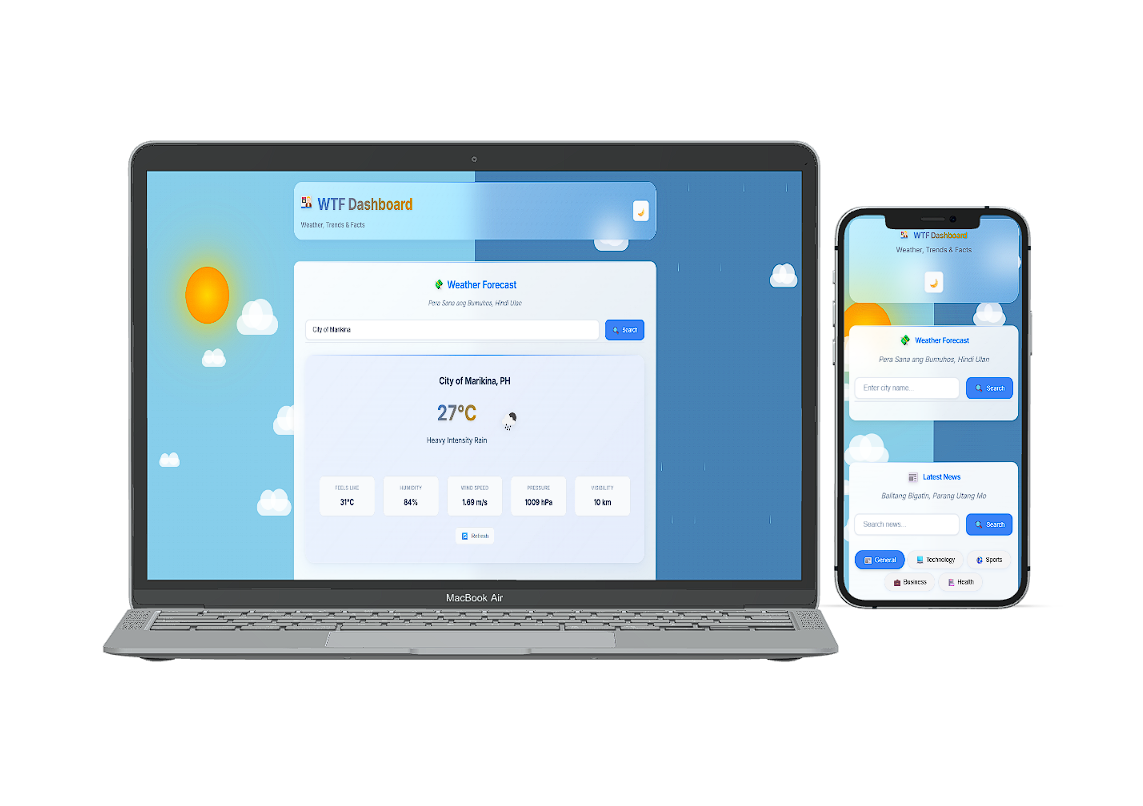 WTF Dashboard
Weather, Trends & Facts
Weather Forecast
Pera Sana ang Bumuhos, Hindi Ulan
City of Marikina
Search
City of Marikina, PH
27°C
Heavy Intensity Rain
FEELS LIKE
HUMIDITY
WIND SPEED
PRESSURE
VISIBILITY
31°C
84%
1.69 m/s
1009 hPa
10 km
Refresh
MacBook Air
WTF Dashboard
Weather, Trends & Facts
Weather Forecast
Pera Sana ang Bumuhos, Hindi Ulan
Enter city name...
Search
Latest News
Balitang Bigatin, Parang Utang Mo
Search news...
Search
General
Technology
Sports
Business
Health